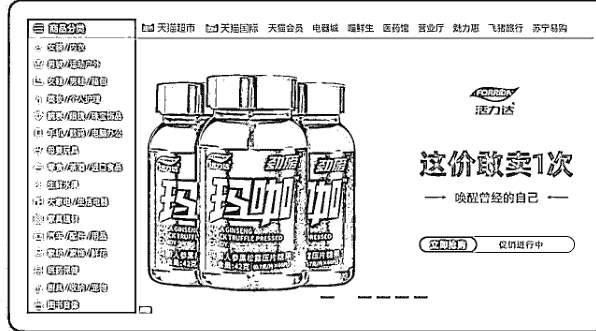 商品分类
天猫超市 天猫国际 天猫会员 电器城 喵鲜生 医药馆 营业厅 魅力惠 飞猪旅行 苏宁易购
女装/内衣
男装/运动户外
女鞋/男鞋/箱包
美妆/个人护理
腕表/眼镜/珠宝饰品
手机/数码/电脑办公
母婴玩具
零食/茶酒/进口食品
生鲜水果
大家电/生活电器
家具建材
汽车/配件/用品
家纺/家饰/鲜花
医药保健
厨具/收纳/宠物
图书音像
FORRIDA
活力达
这价敢卖1次
唤醒曾经的自己
立即抢购 促销进行中
劲能
玛咖